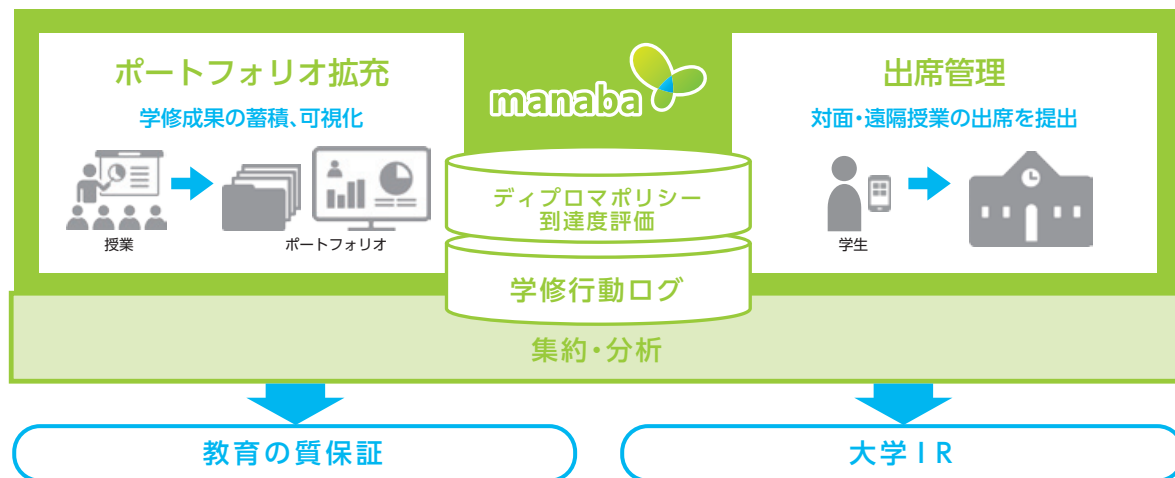 ポートフォリオ拡充
学修成果の蓄積、可視化
授業
ポートフォリオ
manaba
ディプロマポリシー
到達度評価
学修行動ログ
出席管理
対面・遠隔授業の出席を提出
学生
集約・分析
教育の質保証
大学IR